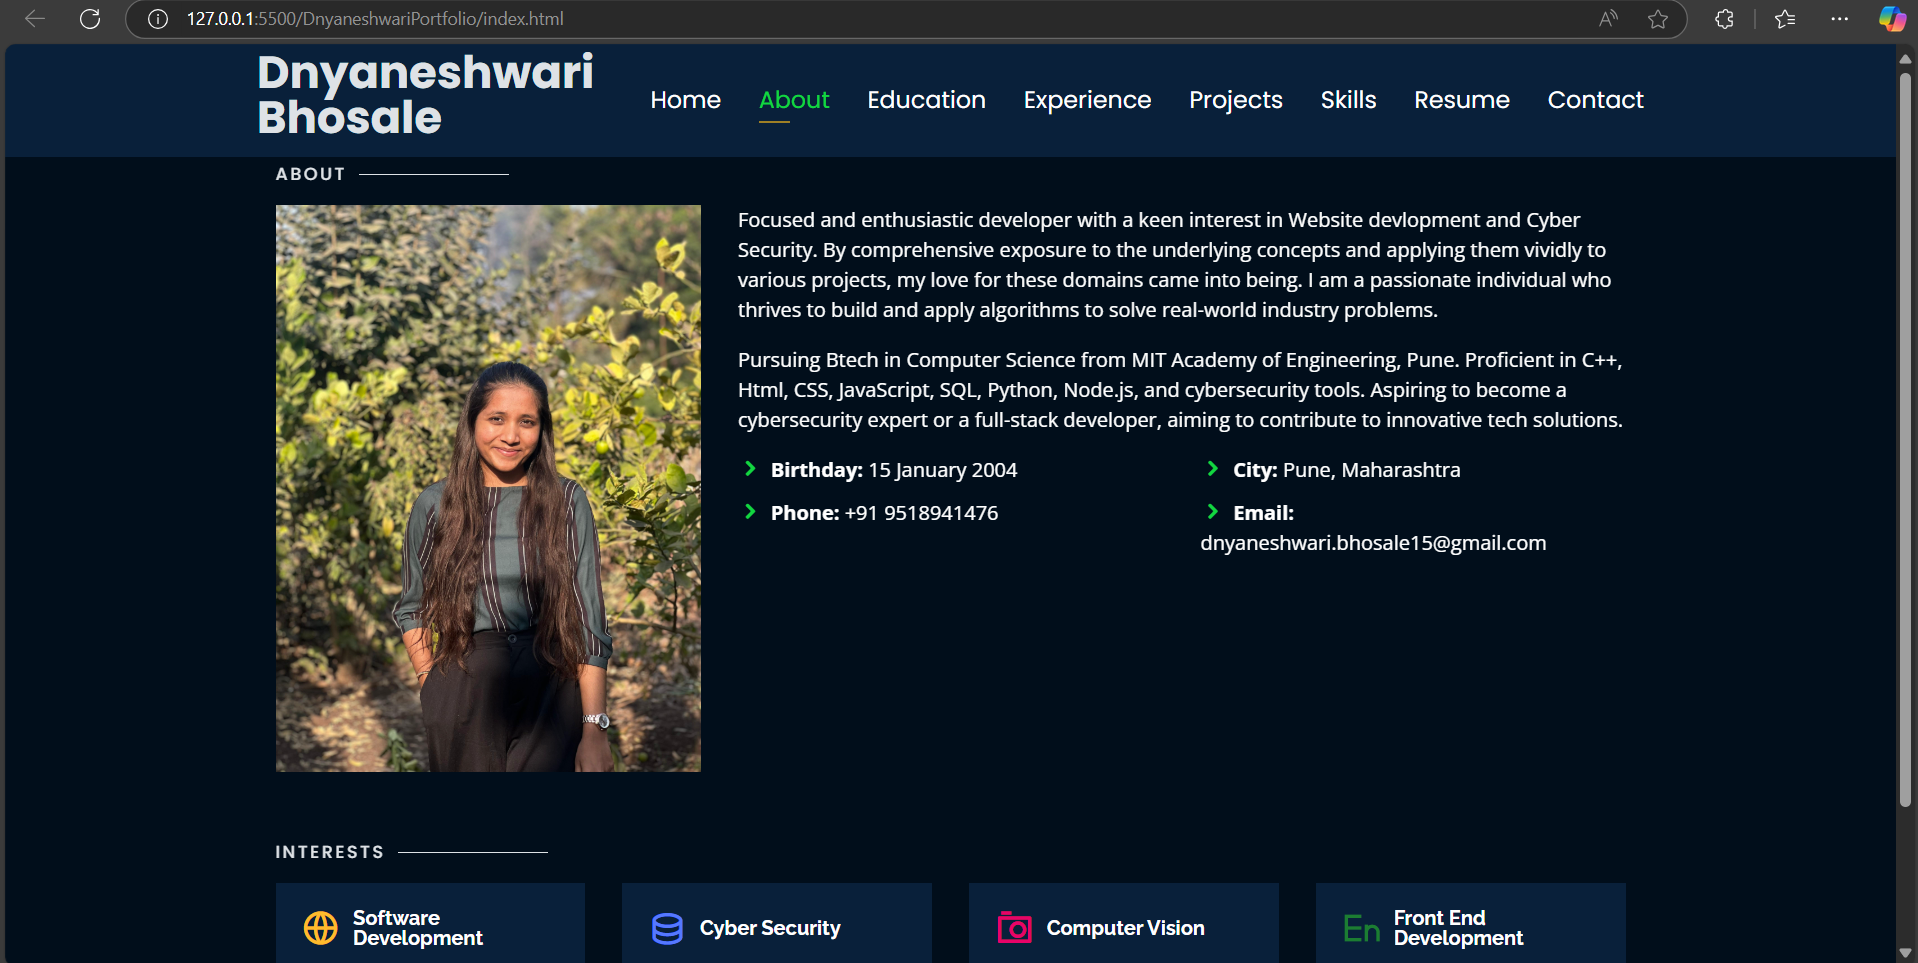 127.0.0.1:5500/DnyaneshwariPortfolio/index.html
Dnyaneshwari
Bhosale
Home About Education Experience Projects Skills Resume Contact
ABOUT
Focused and enthusiastic developer with a keen interest in Website devlopment and Cyber
Security. By comprehensive exposure to the underlying concepts and applying them vividly to
various projects, my love for these domains came into being. I am a passionate individual who
thrives to build and apply algorithms to solve real-world industry problems.
Pursuing Btech in Computer Science from MIT Academy of Engineering, Pune. Proficient in C++,
Html, CSS, JavaScript, SQL, Python, Node.js, and cybersecurity tools. Aspiring to become a
cybersecurity expert or a full-stack developer, aiming to contribute to innovative tech solutions.
Birthday: 15 January 2004
City: Pune, Maharashtra
Phone: +91 9518941476
Email:
dnyaneshwari.bhosale15@gmail.com
INTERESTS
Software
Development
Cyber Security
Computer Vision
En
Front End
Development